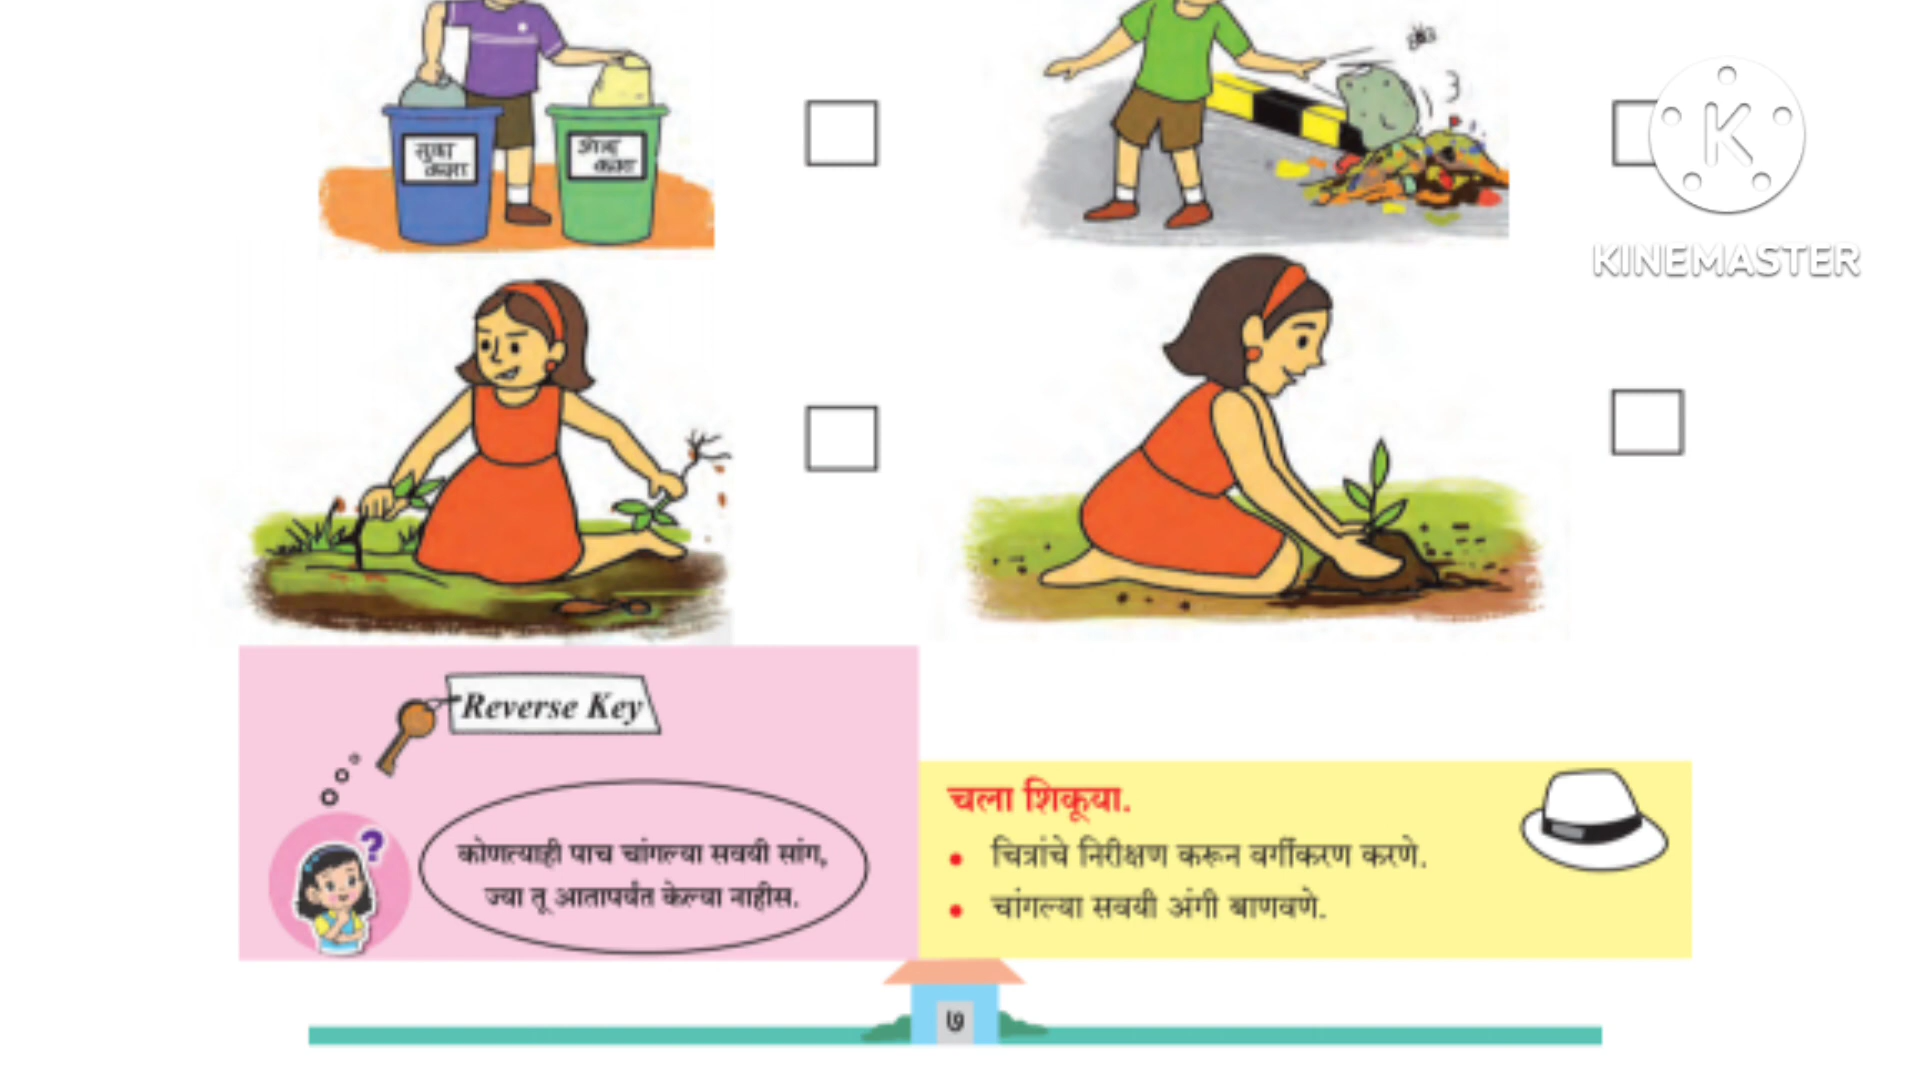 सुका
कचरा
ओला
कचरा
KINEMASTER
Reverse Key
?
कोणत्याही पाच चांगल्या सवयी सांग,
ज्या तू आतापर्यंत केल्या नाहीस.
चला शिकूया.
• चित्रांचे निरीक्षण करून वर्गीकरण करणे.
• चांगल्या सवयी अंगी बाणवणे.
७